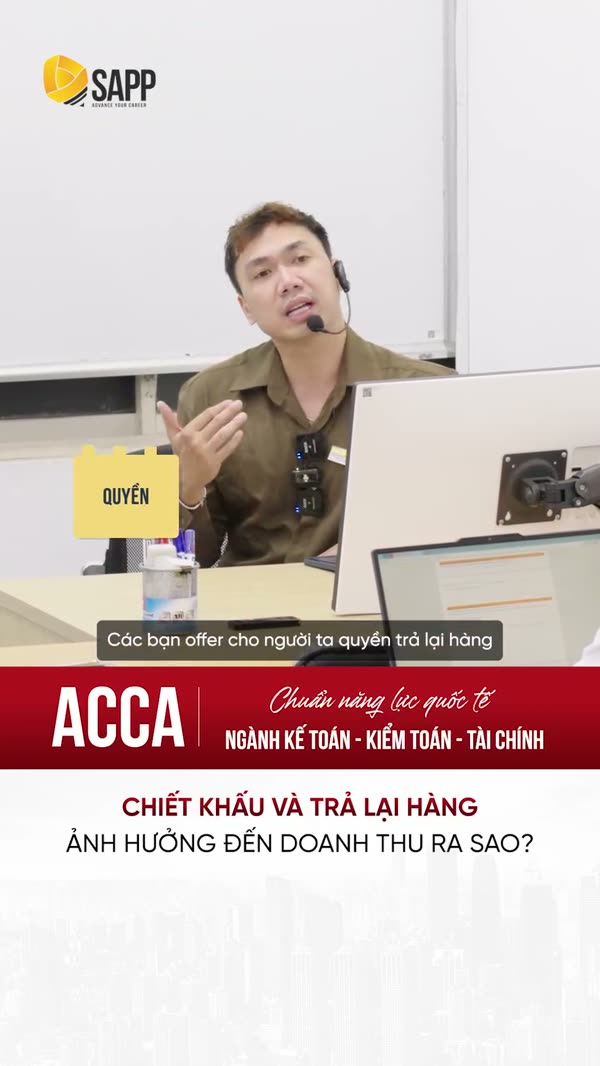 SAPP
ADVANCE YOUR CAREER
QUYỀN
Các bạn offer cho người ta quyền trả lại hàng
ACCA
Chuẩn năng lực quốc tế
NGÀNH KẾ TOÁN - KIỂM TOÁN - TÀI CHÍNH
CHIẾT KHẤU VÀ TRẢ LẠI HÀNG
ẢNH HƯỞNG ĐẾN DOANH THU RA SAO?